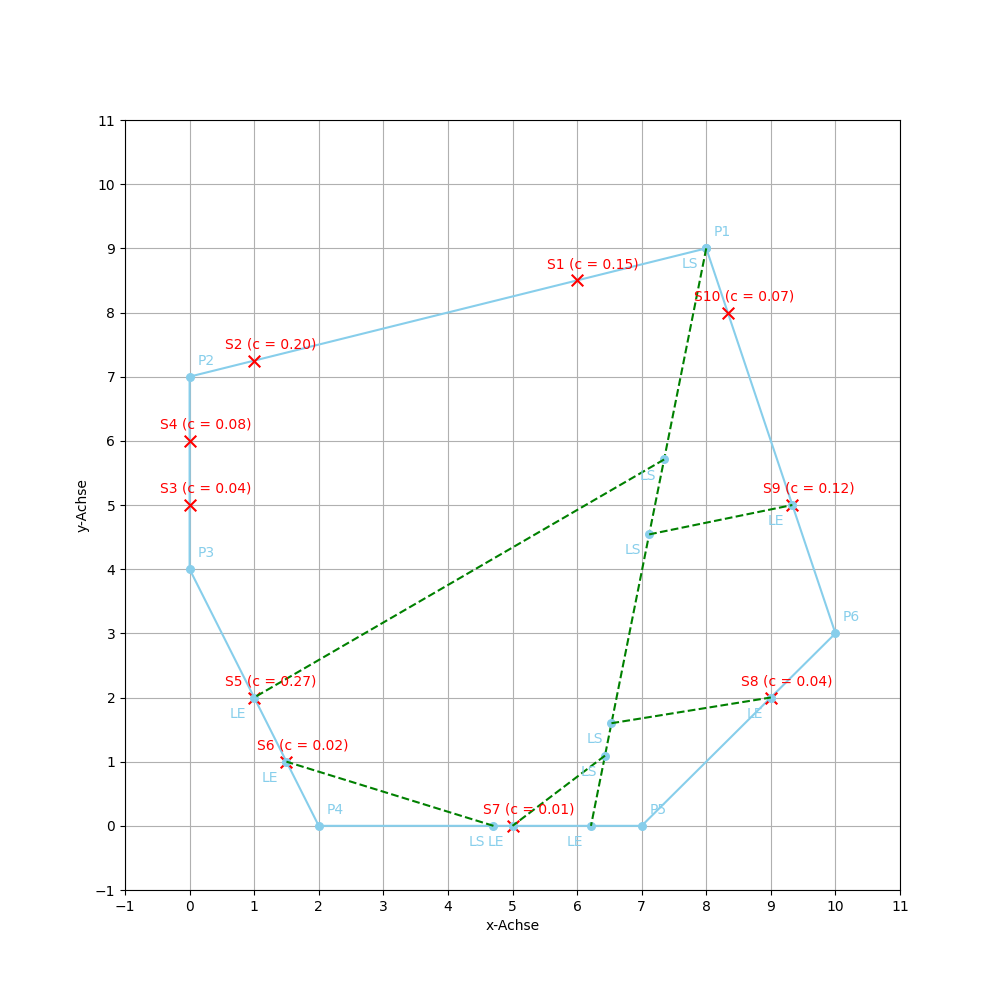 11
10
9
8
7
6
5
4
3
2
1
0
−1
y-Achse
P1
LS
S1 (c = 0.15)
S10 (c = 0.07)
S2 (c = 0.20)
P2
S4 (c = 0.08)
LS
S3 (c = 0.04)
S9 (c = 0.12)
LE
LS
P3
P6
S5 (c = 0.27)
LE
S8 (c = 0.04)
LE
LS
S6 (c = 0.02)
LE
LS
P4
S7 (c = 0.01)
P5
LS LE
LE
−1 0 1 2 3 4 5 6 7 8 9 10 11
x-Achse